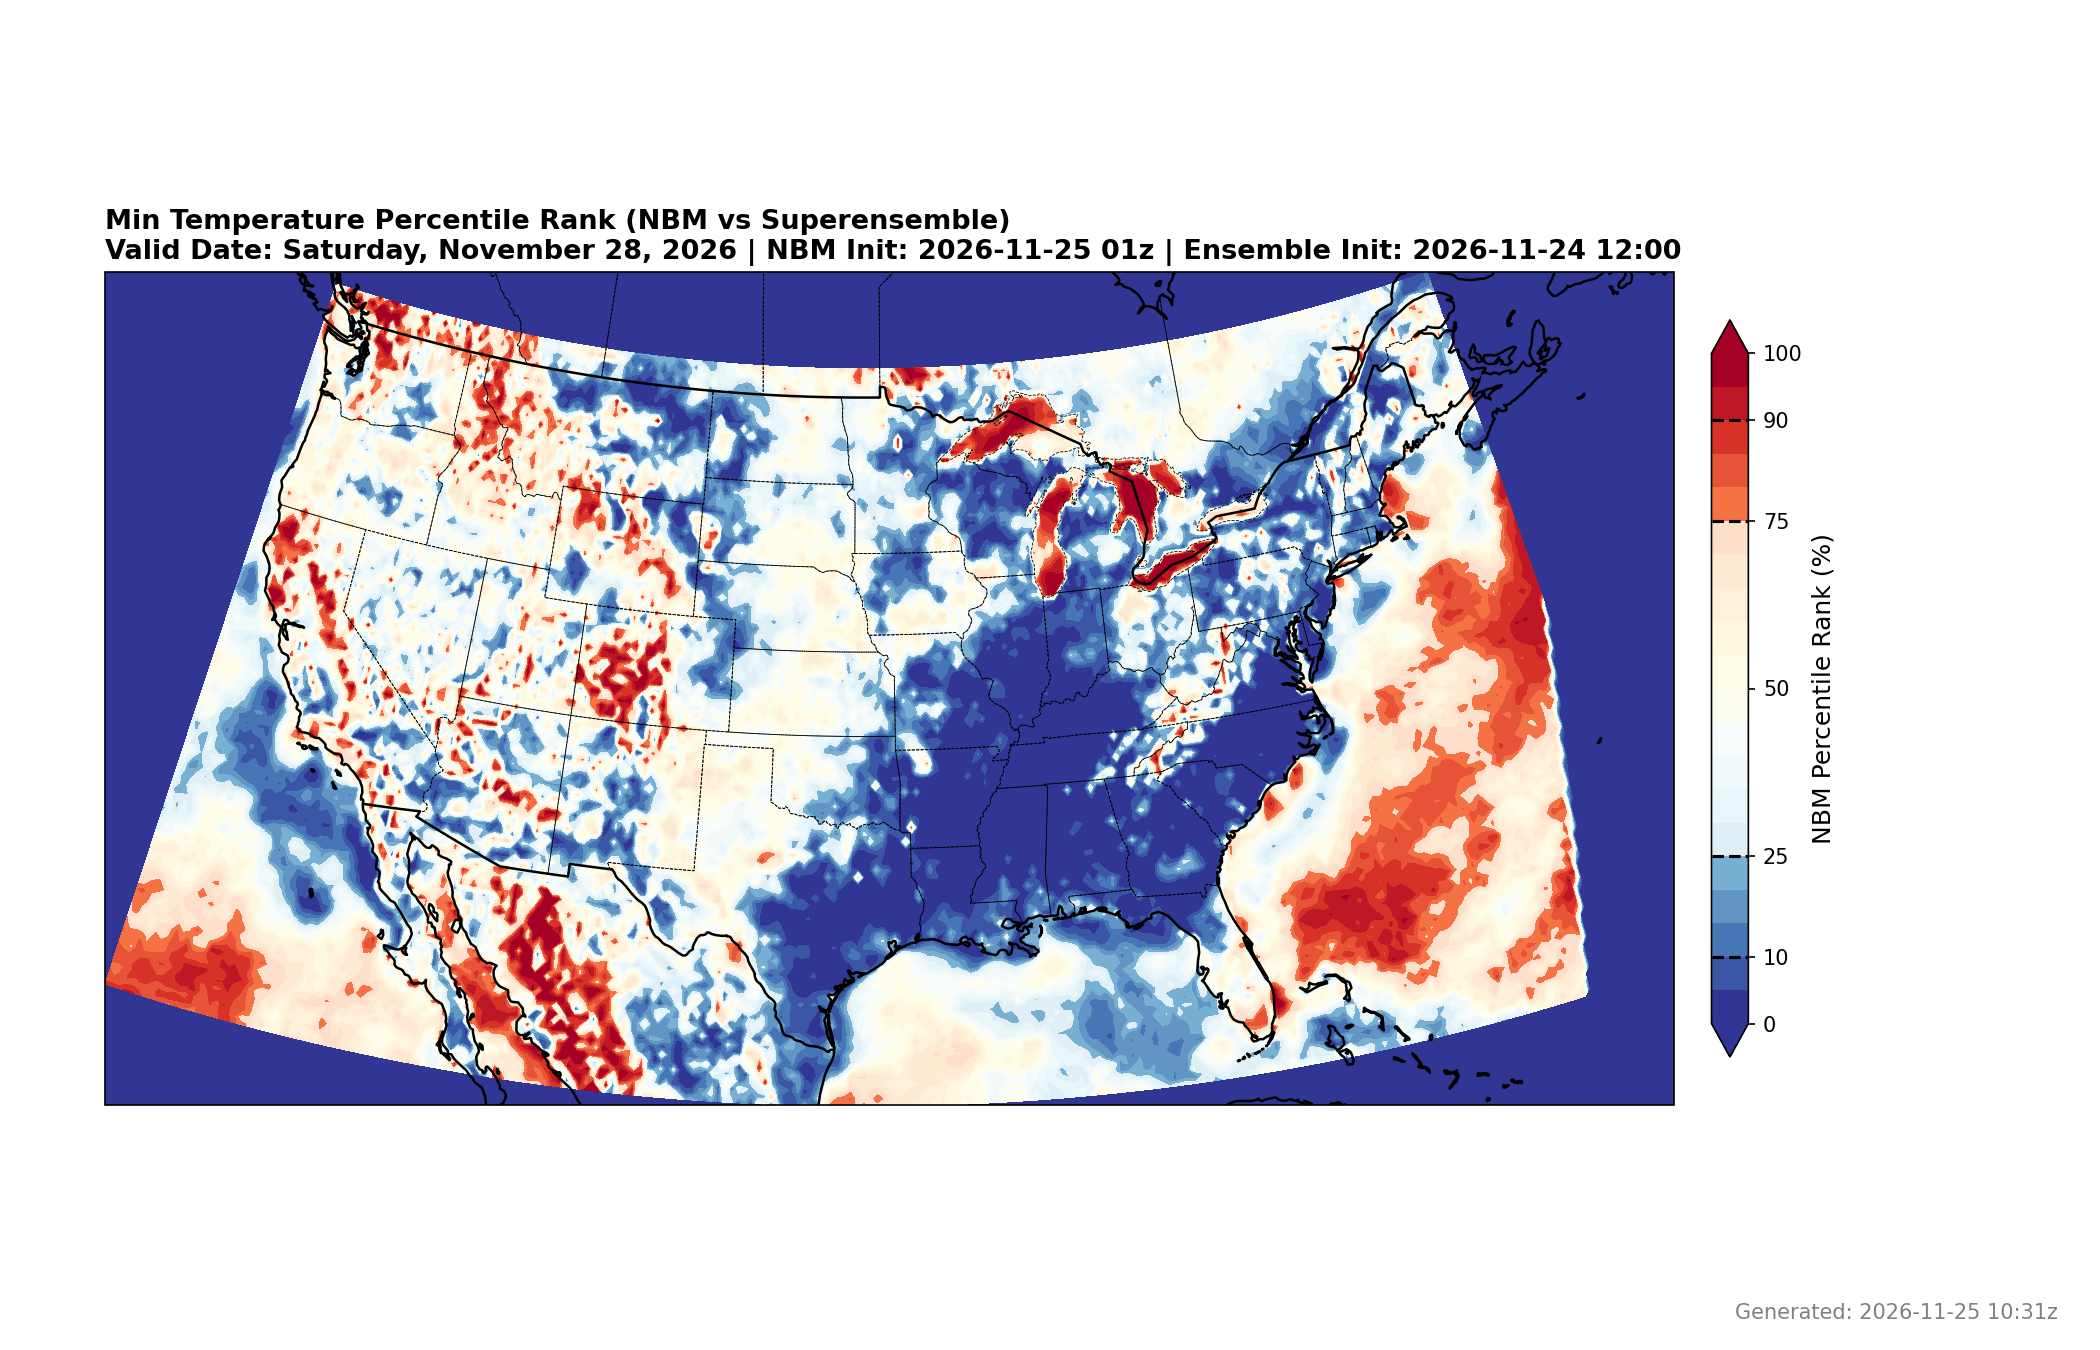 Min Temperature Percentile Rank (NBM vs Superensemble)
Valid Date: Saturday, November 28, 2026 | NBM Init: 2026-11-25 01z | Ensemble Init: 2026-11-24 12:00
100
90
75
50
25
10
0
NBM Percentile Rank (%)
Generated: 2026-11-25 10:31z